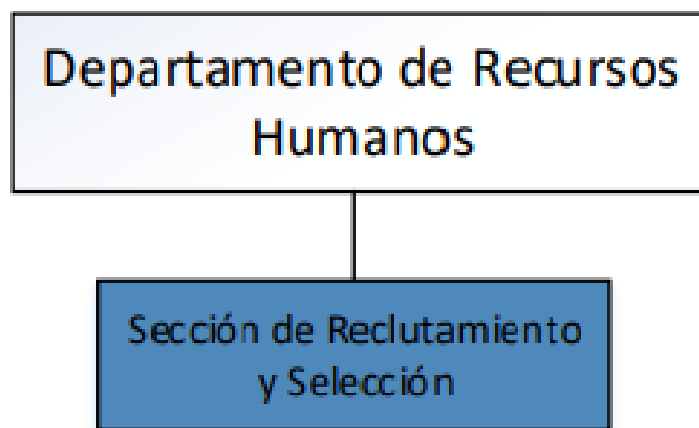 Departamento de Recursos
Humanos
Sección de Reclutamiento
y Selección